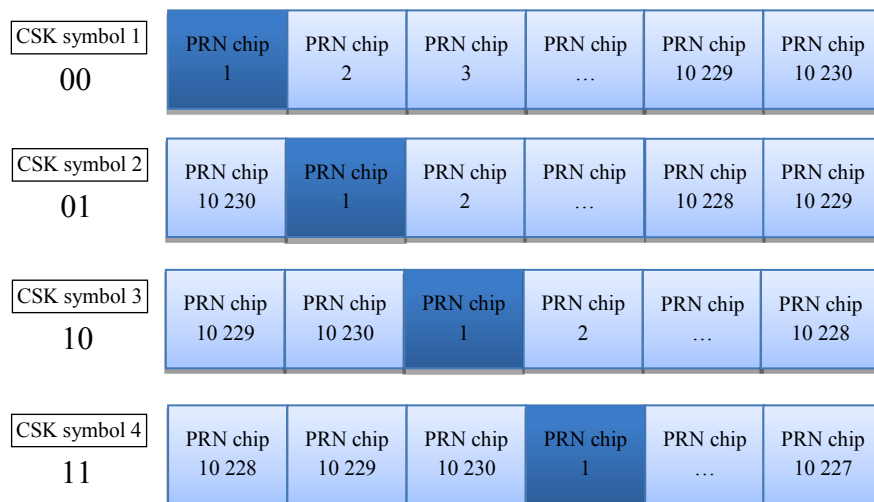 CSK symbol 1
00
PRN chip
1
PRN chip
2
PRN chip
3
PRN chip
…
PRN chip
10 229
PRN chip
10 230
CSK symbol 2
01
PRN chip
10 230
PRN chip
1
PRN chip
2
PRN chip
…
PRN chip
10 228
PRN chip
10 229
CSK symbol 3
10
PRN chip
10 229
PRN chip
10 230
PRN chip
1
PRN chip
2
PRN chip
…
PRN chip
10 228
CSK symbol 4
11
PRN chip
10 228
PRN chip
10 229
PRN chip
10 230
PRN chip
1
PRN chip
…
PRN chip
10 227